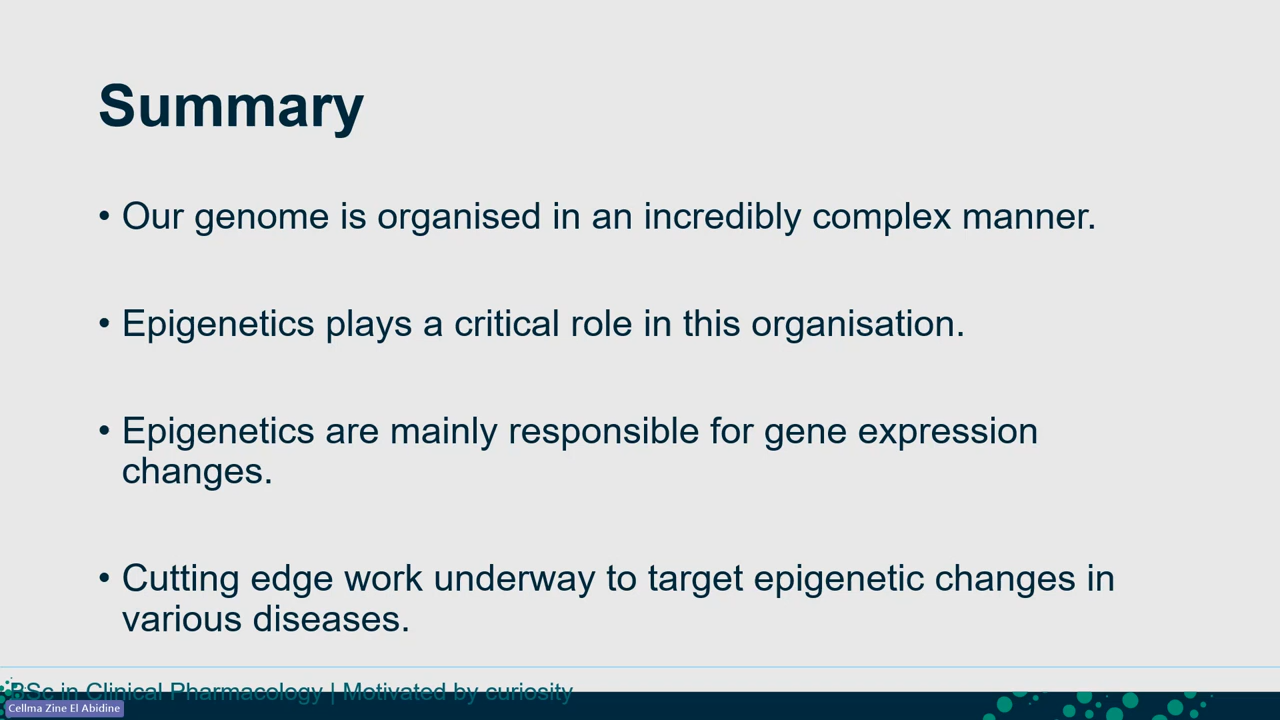 Summary
• Our genome is organised in an incredibly complex manner.
• Epigenetics plays a critical role in this organisation.
• Epigenetics are mainly responsible for gene expression
changes.
• Cutting edge work underway to target epigenetic changes in
various diseases.
BSc in Clinical Pharmacology | Motivated by curiosity
Cellma Zine El Abidine